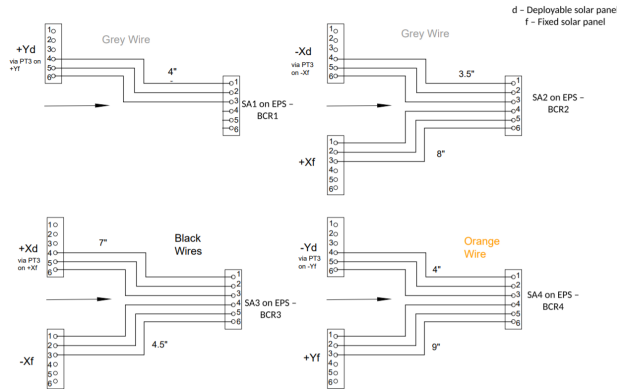 d – Deployable solar panel
f – Fixed solar panel
Grey Wire
+Yd
via PT3 on
+Yf
1
2
3
4
5
6
4"
1
2
3
4
5
6
SA1 on EPS –
BCR1
Grey Wire
-Xd
via PT3
on -Xf
1
2
3
4
5
6
3.5"
1
2
3
4
5
6
SA2 on EPS –
BCR2
+Xf
1
2
3
4
5
6
8"
Black
Wires
+Xd
via PT3
on +Xf
1
2
3
4
5
6
7"
1
2
3
4
5
6
SA3 on EPS –
BCR3
-Xf
1
2
3
4
5
6
4.5"
Orange
Wire
-Yd
via PT3
on -Yf
1
2
3
4
5
6
4"
1
2
3
4
5
6
SA4 on EPS –
BCR4
+Yf
1
2
3
4
5
6
9"